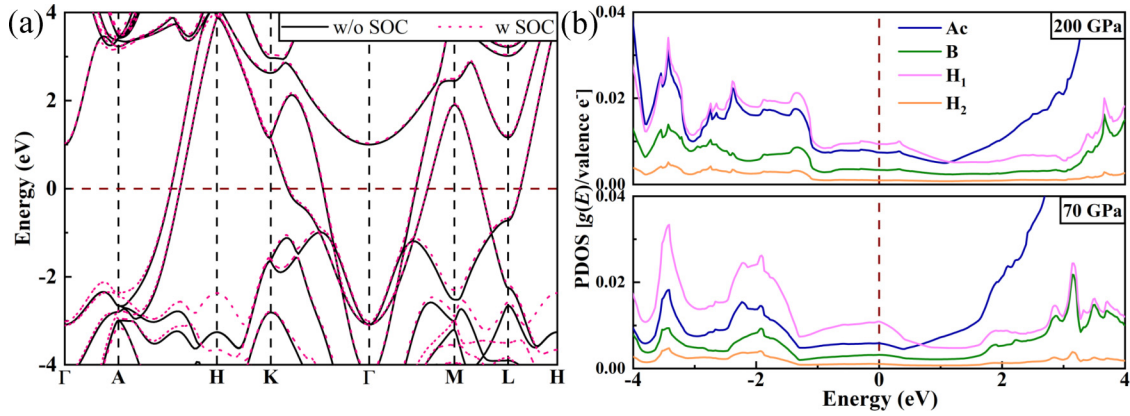 (a)
w/o SOC
w SOC
Energy (eV)
4
2
0
-2
-4
Γ A H K Γ M L H
(b)
200 GPa
Ac
B
H₁
H₂
0.04
0.02
0.00
70 GPa
0.04
0.02
0.00
PDOS [g(E)/valence e⁻]
-4 -2 0 2 4
Energy (eV)